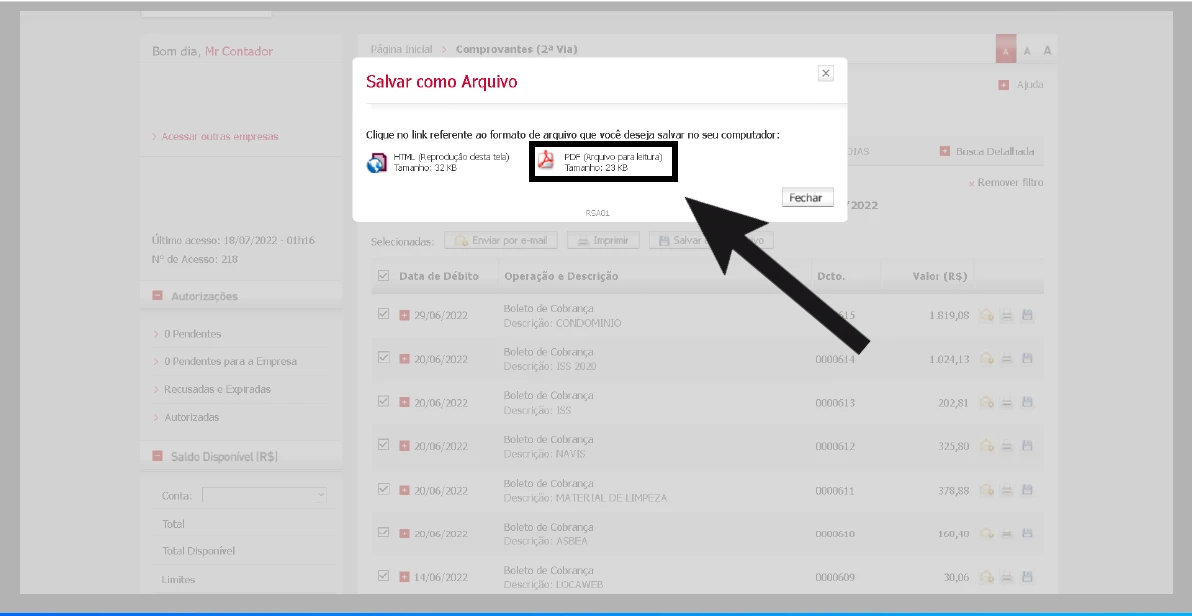 Bom dia, Mr Contador
Página Inicial > Comprovantes (2ª Via)
A A A
Salvar como Arquivo
Ajuda
> Acessar outras empresas
Clique no link referente ao formato de arquivo que você deseja salvar no seu computador:
HTML (Reprodução desta tela)
Tamanho: 32 KB
PDF (Arquivo para leitura)
Tamanho: 23 KB
DIAS
Busca Detalhada
x Remover filtro
Fechar
/2022
RSA01
Último acesso: 18/07/2022 - 01h16
Nº de Acesso: 218
Selecionadas: Enviar por e-mail Imprimir Salvar
Data de Débito Operação e Descrição Dcto. Valor (R$)
Autorizações
> 0 Pendentes
> 0 Pendentes para a Empresa
> Recusadas e Expiradas
> Autorizadas
29/06/2022 Boleto de Cobrança 615 1.819,08
Descrição: CONDOMINIO
20/06/2022 Boleto de Cobrança 0000614 1.024,13
Descrição: ISS 2020
20/06/2022 Boleto de Cobrança 0000613 202,81
Descrição: ISS
20/06/2022 Boleto de Cobrança 0000612 325,80
Descrição: NAVIS
20/06/2022 Boleto de Cobrança 0000611 378,88
Descrição: MATERIAL DE LIMPEZA
20/06/2022 Boleto de Cobrança 0000610
Descrição: ASBEA
14/06/2022 Boleto de Cobrança 0000609 30,06
Descrição: LOCAWEB
Saldo Disponível (R$)
Conta:
Total
Total Disponível
Limites